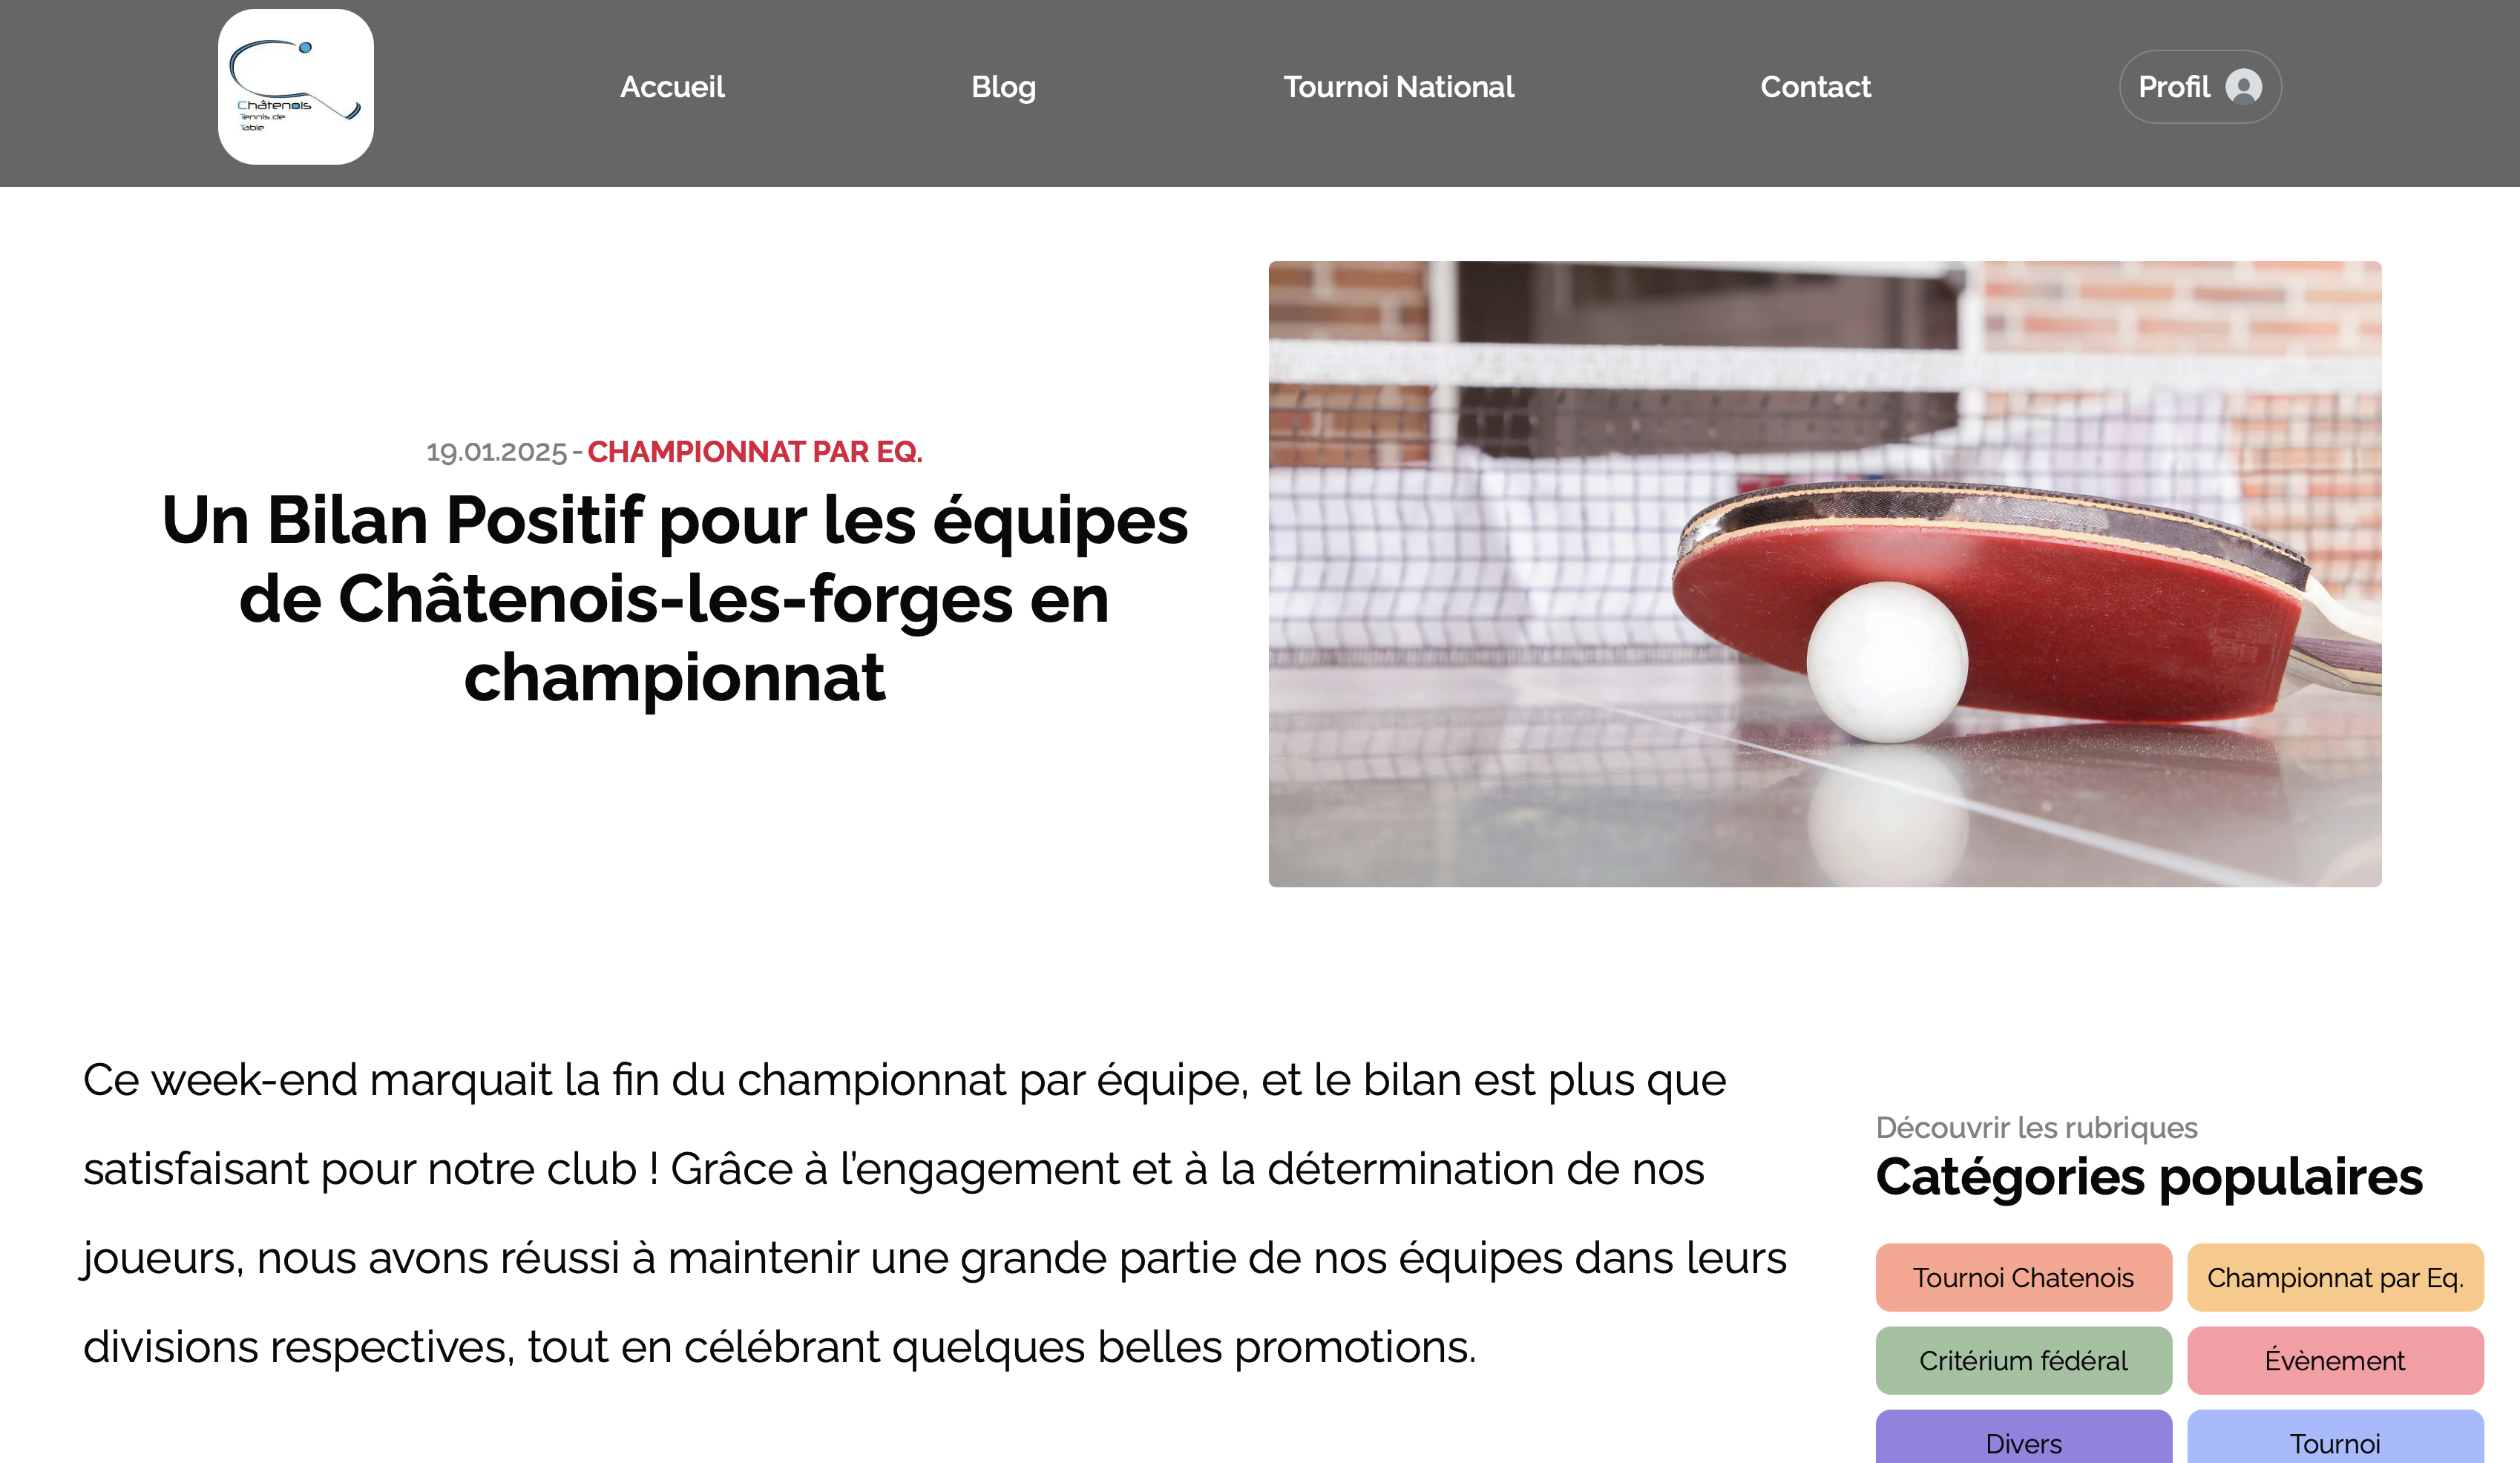 Châtenois
Tennis de
Table
Accueil
Blog
Tournoi National
Contact
Profil
19.01.2025 - CHAMPIONNAT PAR EQ.
Un Bilan Positif pour les équipes
de Châtenois-les-forges en
championnat
Ce week-end marquait la fin du championnat par équipe, et le bilan est plus que
satisfaisant pour notre club ! Grâce à l’engagement et à la détermination de nos
joueurs, nous avons réussi à maintenir une grande partie de nos équipes dans leurs
divisions respectives, tout en célébrant quelques belles promotions.
Découvrir les rubriques
Catégories populaires
Tournoi Chatenois
Championnat par Eq.
Critérium fédéral
Évènement
Divers
Tournoi